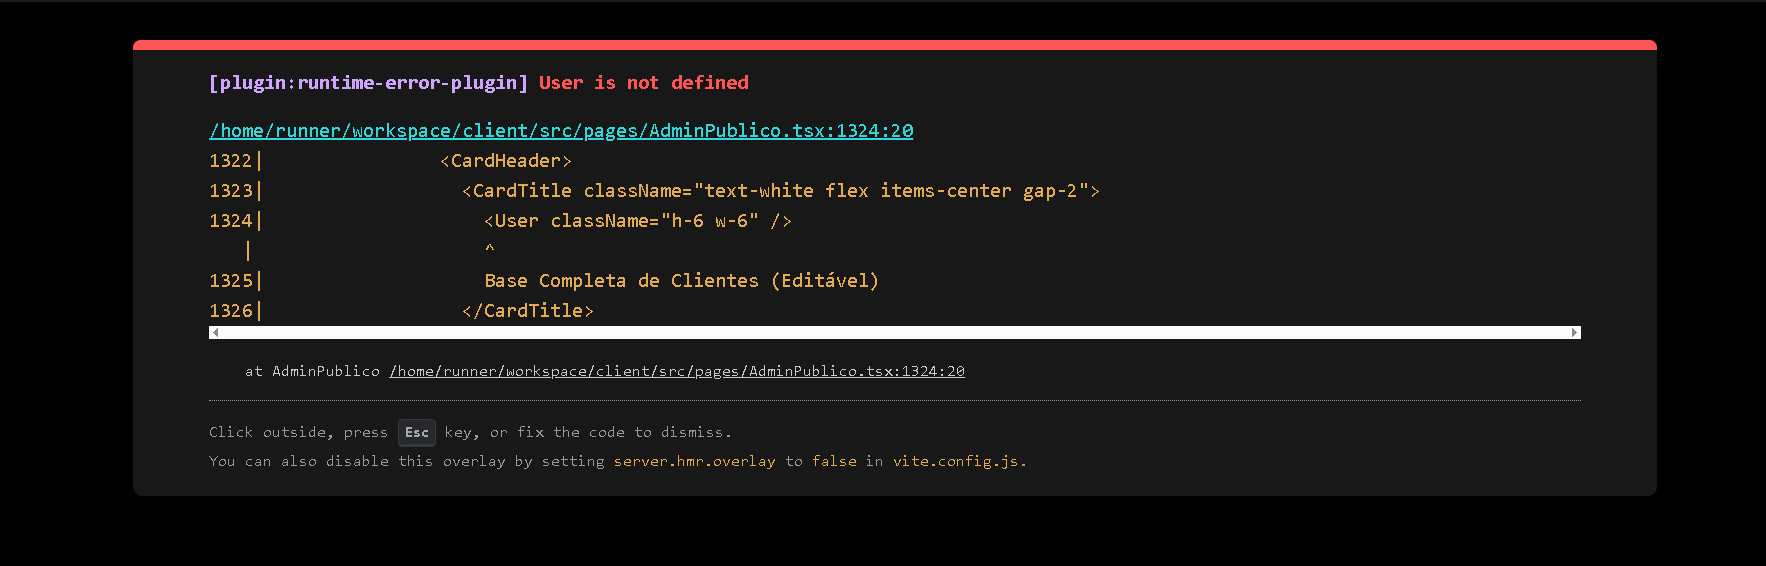 [plugin:runtime-error-plugin] User is not defined
/home/runner/workspace/client/src/pages/AdminPublico.tsx:1324:20
1322|                <CardHeader>
1323|                  <CardTitle className="text-white flex items-center gap-2">
1324|                    <User className="h-6 w-6" />
   |                    ^
1325|                    Base Completa de Clientes (Editável)
1326|                  </CardTitle>
at AdminPublico /home/runner/workspace/client/src/pages/AdminPublico.tsx:1324:20
Click outside, press Esc key, or fix the code to dismiss.
You can also disable this overlay by setting server.hmr.overlay to false in vite.config.js.